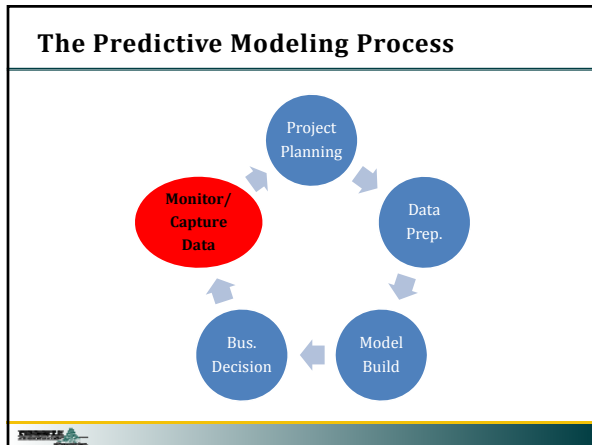 The Predictive Modeling Process
Project
Planning
Data
Prep.
Model
Build
Bus.
Decision
Monitor/
Capture
Data